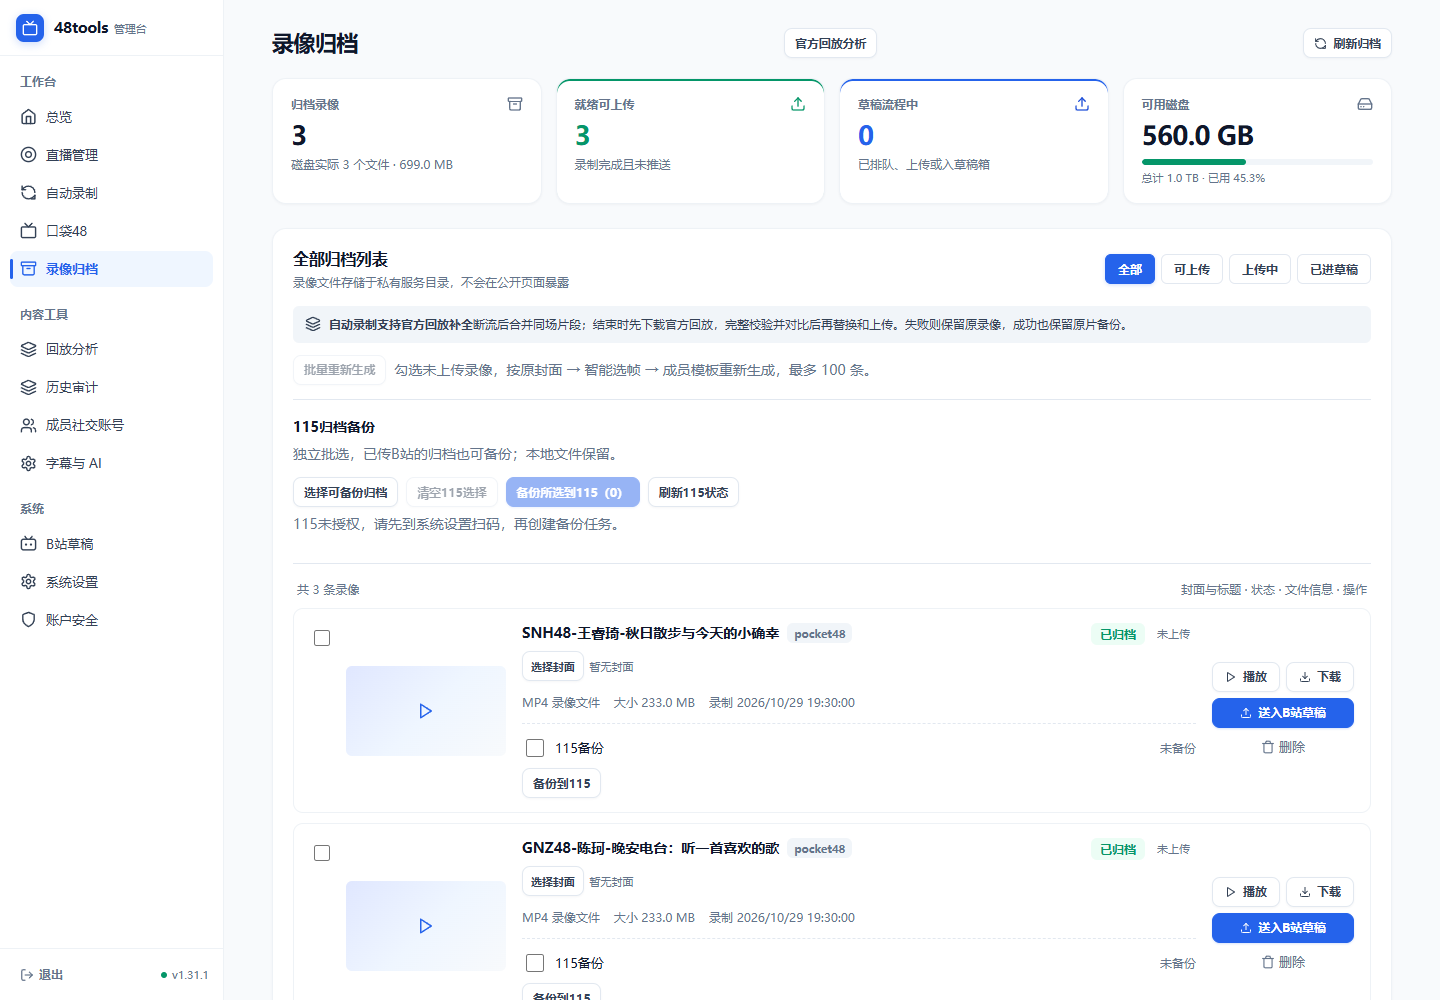 48tools 管理台
工作台
总览
直播管理
自动录制
口袋48
录像归档
内容工具
回放分析
历史审计
成员社交账号
字幕与 AI
系统
B站草稿
系统设置
账户安全
退出
v1.31.1
录像归档
官方回放分析
刷新归档
归档录像
3
磁盘实际 3 个文件 · 699.0 MB
就绪可上传
3
录制完成且未推送
草稿流程中
0
已排队、上传或入草稿箱
可用磁盘
560.0 GB
总计 1.0 TB · 已用 45.3%
全部归档列表
录像文件存储于私有服务目录，不会在公开页面暴露
全部
可上传
上传中
已进草稿
自动录制支持官方回放补全断流后合并同场片段；结束时先下载官方回放，完整校验并对比后再替换和上传。失败则保留原录像，成功也保留原片备份。
批量重新生成
勾选未上传录像，按原封面 → 智能选帧 → 成员模板重新生成，最多 100 条。
115归档备份
独立批选，已传B站的归档也可备份；本地文件保留。
选择可备份归档
清空115选择
备份所选到115（0）
刷新115状态
115未授权，请先到系统设置扫码，再创建备份任务。
共 3 条录像
封面与标题 · 状态 · 文件信息 · 操作
SNH48-王睿琦-秋日散步与今天的小确幸 pocket48
已归档 未上传
选择封面 暂无封面
MP4 录像文件 大小 233.0 MB 录制 2026/10/29 19:30:00
115备份
未备份
备份到115
播放
下载
送入B站草稿
删除
GNZ48-陈珂-晚安电台：听一首喜欢的歌 pocket48
已归档 未上传
选择封面 暂无封面
MP4 录像文件 大小 233.0 MB 录制 2026/10/29 19:30:00
115备份
未备份
备份到115
播放
下载
送入B站草稿
删除